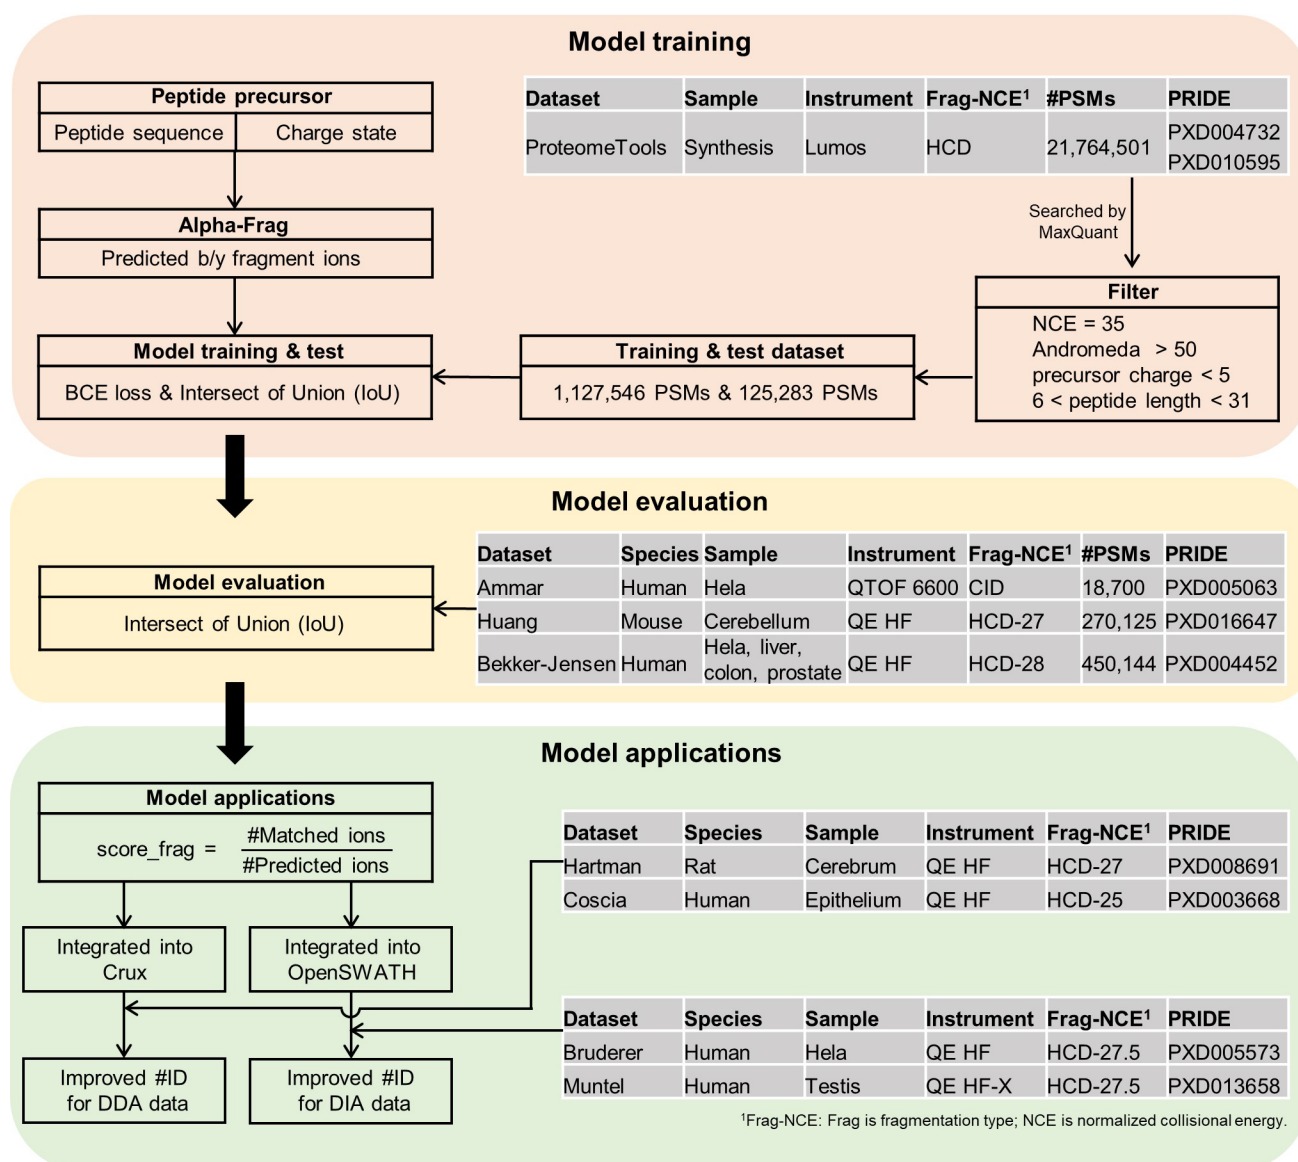 Model training
Peptide precursor
Peptide sequence Charge state
Alpha-Frag
Predicted b/y fragment ions
Model training & test
BCE loss & Intersect of Union (IoU)
Dataset Sample Instrument Frag-NCE¹ #PSMs PRIDE
ProteomeTools Synthesis Lumos HCD 21,764,501 PXD004732
PXD010595
Searched by
MaxQuant
Filter
NCE = 35
Andromeda > 50
precursor charge < 5
6 < peptide length < 31
Training & test dataset
1,127,546 PSMs & 125,283 PSMs
Model evaluation
Model evaluation
Intersect of Union (IoU)
Dataset Species Sample Instrument Frag-NCE¹ #PSMs PRIDE
Ammar Human Hela QTOF 6600 CID 18,700 PXD005063
Huang Mouse Cerebellum QE HF HCD-27 270,125 PXD016647
Bekker-Jensen Human Hela, liver,
colon, prostate QE HF HCD-28 450,144 PXD004452
Model applications
Model applications
score_frag = #Matched ions
#Predicted ions
Integrated into
Crux
Integrated into
OpenSWATH
Improved #ID
for DDA data
Improved #ID
for DIA data
Dataset Species Sample Instrument Frag-NCE¹ PRIDE
Hartman Rat Cerebrum QE HF HCD-27 PXD008691
Coscia Human Epithelium QE HF HCD-25 PXD003668
Dataset Species Sample Instrument Frag-NCE¹ PRIDE
Bruderer Human Hela QE HF HCD-27.5 PXD005573
Muntel Human Testis QE HF-X HCD-27.5 PXD013658
¹Frag-NCE: Frag is fragmentation type; NCE is normalized collisional energy.